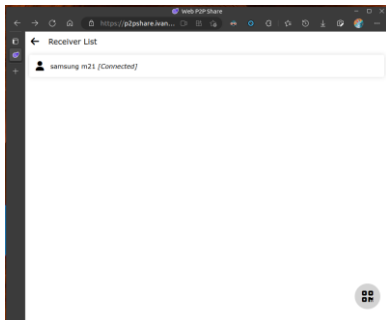 Web P2P Share
https://p2pshare.ivan...
Receiver List
samsung m21 [Connected]